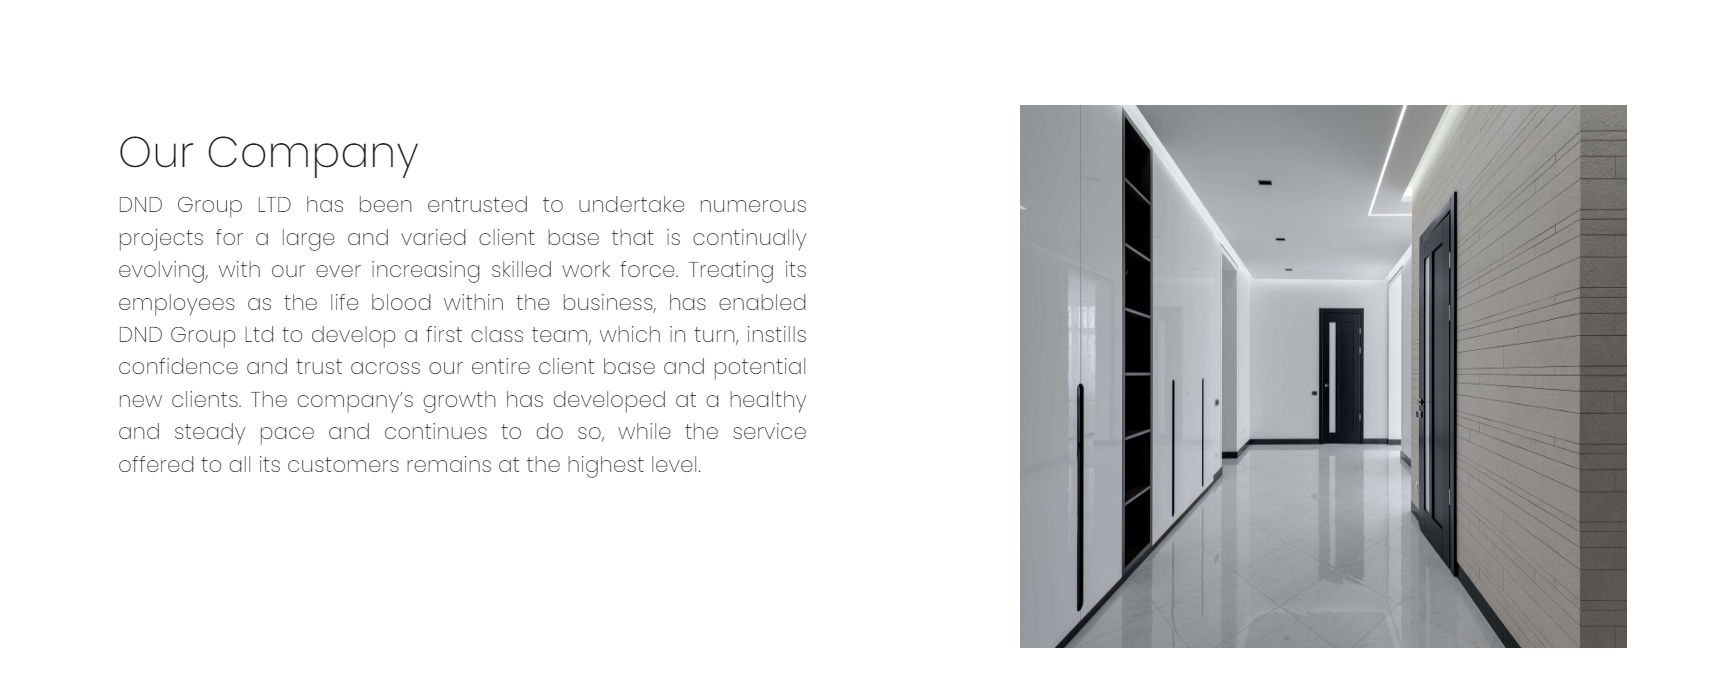 Our Company
DND Group LTD has been entrusted to undertake numerous
projects for a large and varied client base that is continually
evolving, with our ever increasing skilled work force. Treating its
employees as the life blood within the business, has enabled
DND Group Ltd to develop a first class team, which in turn, instills
confidence and trust across our entire client base and potential
new clients. The company’s growth has developed at a healthy
and steady pace and continues to do so, while the service
offered to all its customers remains at the highest level.